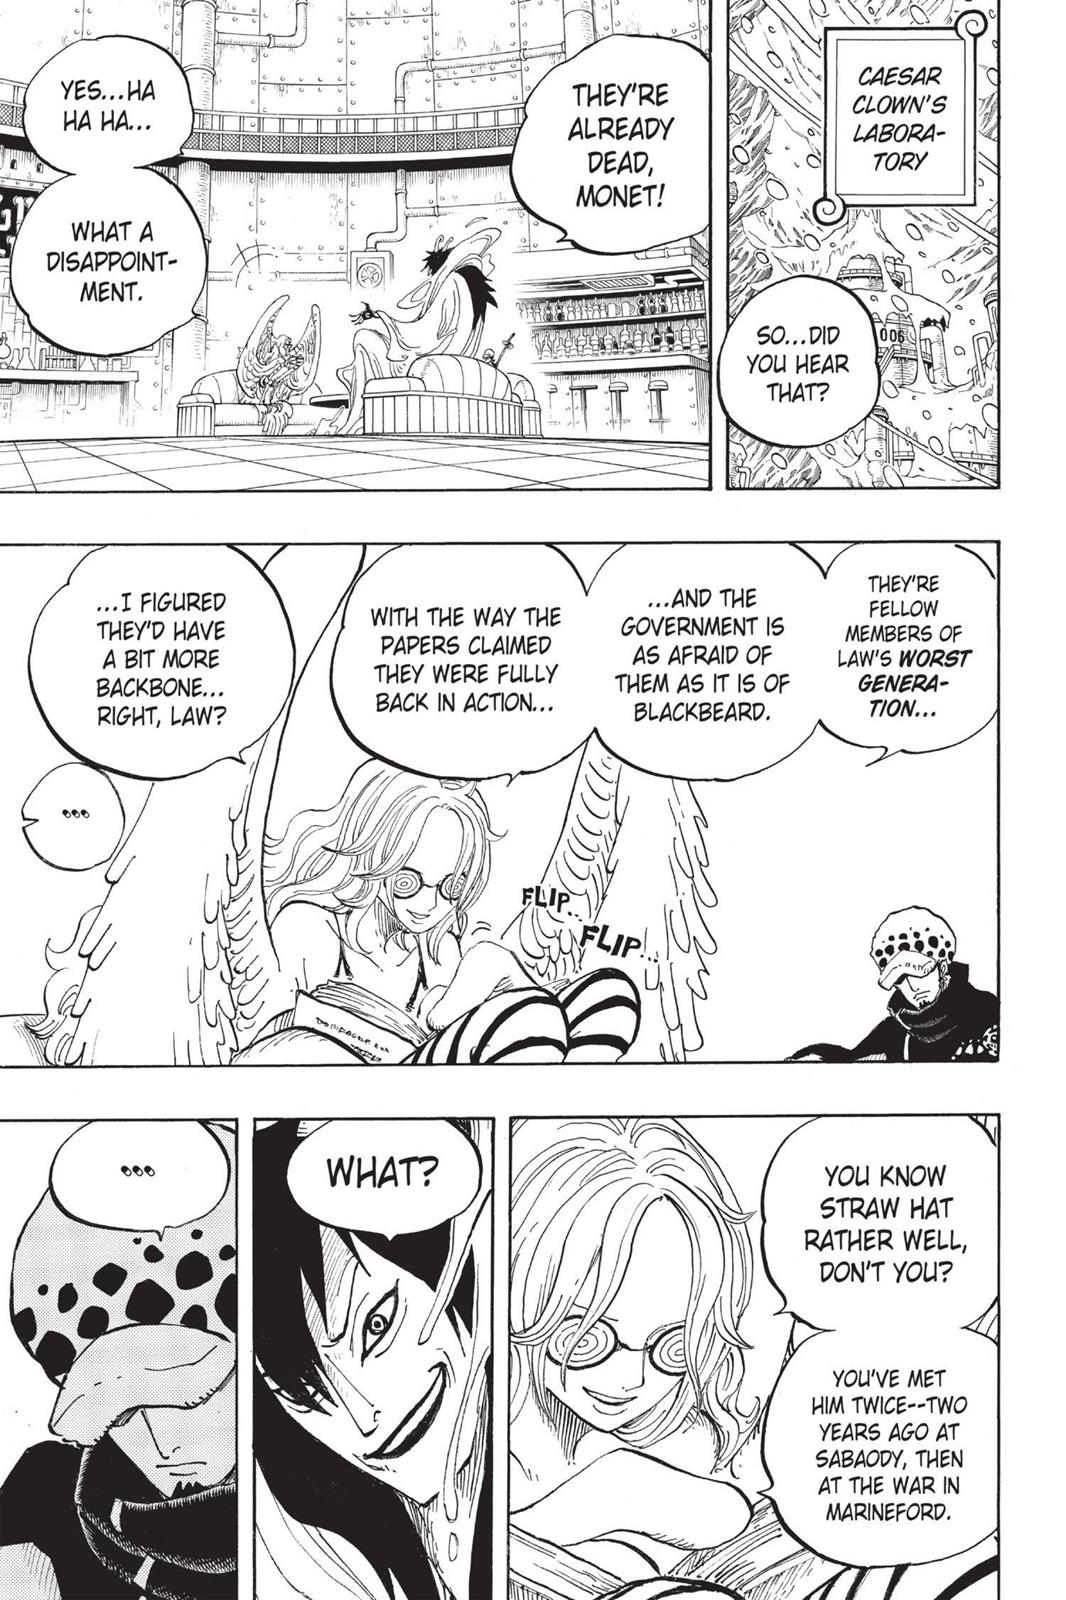 CAESAR
CLOWN'S
LABORA-
TORY
SO...DID
YOU HEAR
THAT?
006
THEY'RE
ALREADY
DEAD,
MONET!
YES...HA
HA HA...
WHAT A
DISAPPOINT-
MENT.
THEY'RE
FELLOW
MEMBERS OF
LAW'S WORST
GENERA-
TION...
...AND THE
GOVERNMENT IS
AS AFRAID OF
THEM AS IT IS OF
BLACKBEARD.
WITH THE WAY THE
PAPERS CLAIMED
THEY WERE FULLY
BACK IN ACTION...
...I FIGURED
THEY'D HAVE
A BIT MORE
BACKBONE...
RIGHT, LAW?
...
FLIP...
FLIP...
YOU KNOW
STRAW HAT
RATHER WELL,
DON'T YOU?
YOU'VE MET
HIM TWICE--TWO
YEARS AGO AT
SABAODY, THEN
AT THE WAR IN
MARINEFORD.
WHAT?
...